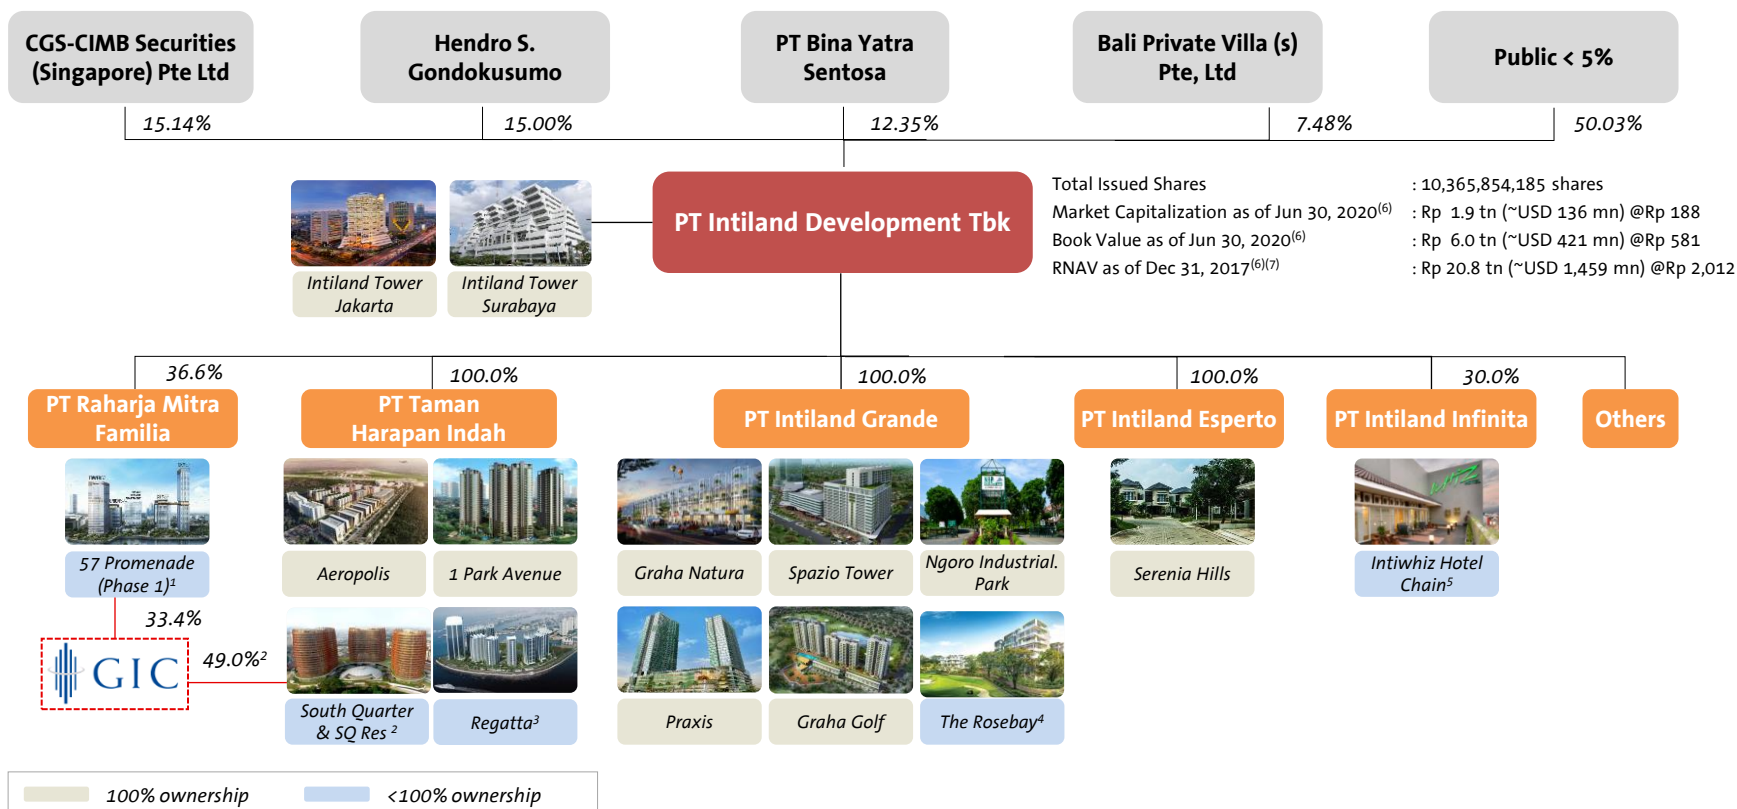 CGS-CIMB Securities
(Singapore) Pte Ltd
Hendro S.
Gondokusumo
PT Bina Yatra
Sentosa
Bali Private Villa (s)
Pte, Ltd
Public < 5%
15.14%
15.00%
12.35%
7.48%
50.03%
Intiland Tower
Jakarta
Intiland Tower
Surabaya
PT Intiland Development Tbk
Total Issued Shares : 10,365,854,185 shares
Market Capitalization as of Jun 30, 2020(6) : Rp 1.9 tn (~USD 136 mn) @Rp 188
Book Value as of Jun 30, 2020(6) : Rp 6.0 tn (~USD 421 mn) @Rp 581
RNAV as of Dec 31, 2017(6)(7) : Rp 20.8 tn (~USD 1,459 mn) @Rp 2,012
36.6%
100.0%
100.0%
100.0%
30.0%
PT Raharja Mitra
Familia
PT Taman
Harapan Indah
PT Intiland Grande
PT Intiland Esperto
PT Intiland Infinita
Others
57 Promenade
(Phase 1)1
Aeropolis
1 Park Avenue
Graha Natura
Spazio Tower
Ngoro Industrial.
Park
Serenia Hills
Intiwhiz Hotel
Chain5
33.4%
GIC
49.0%2
South Quarter
& SQ Res 2
Regatta3
Praxis
Graha Golf
The Rosebay4
100% ownership
<100% ownership